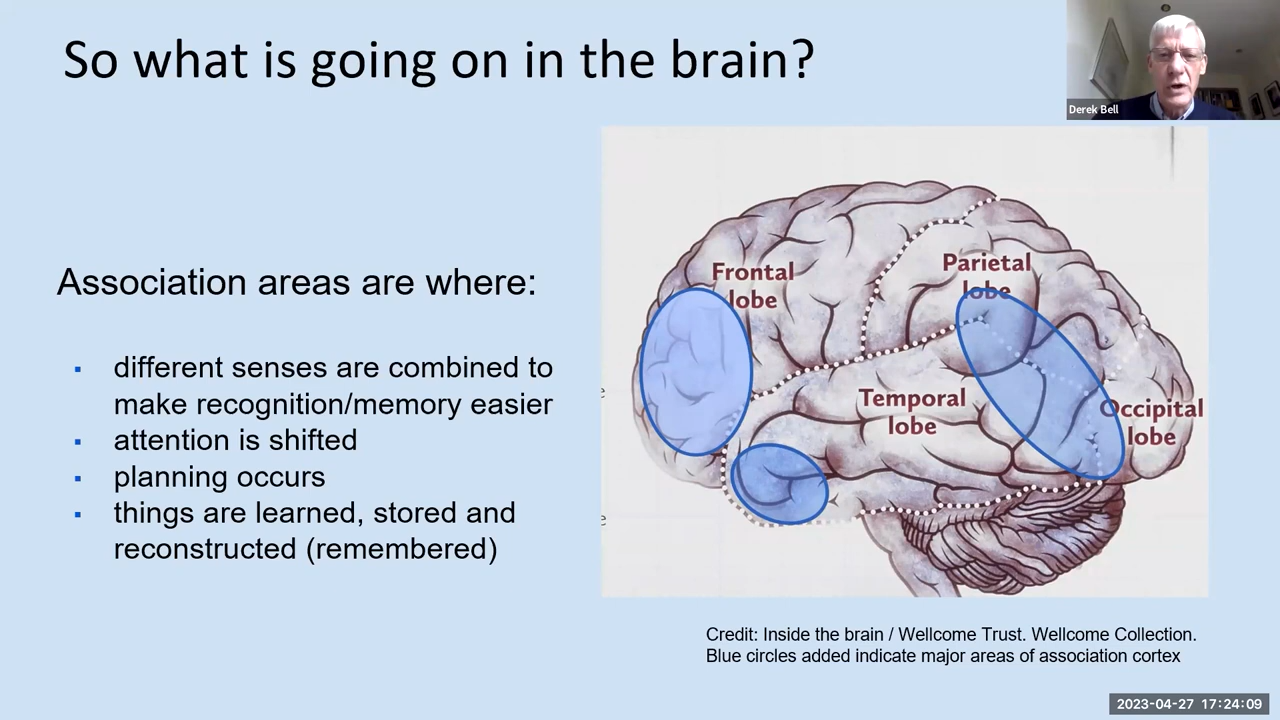 So what is going on in the brain?
Derek Bell
Association areas are where:
▪ different senses are combined to
make recognition/memory easier
▪ attention is shifted
▪ planning occurs
▪ things are learned, stored and
reconstructed (remembered)
Frontal
lobe
Parietal
lobe
Temporal
lobe
Occipital
lobe
e
e
Credit: Inside the brain / Wellcome Trust. Wellcome Collection.
Blue circles added indicate major areas of association cortex
2023-04-27 17:24:09